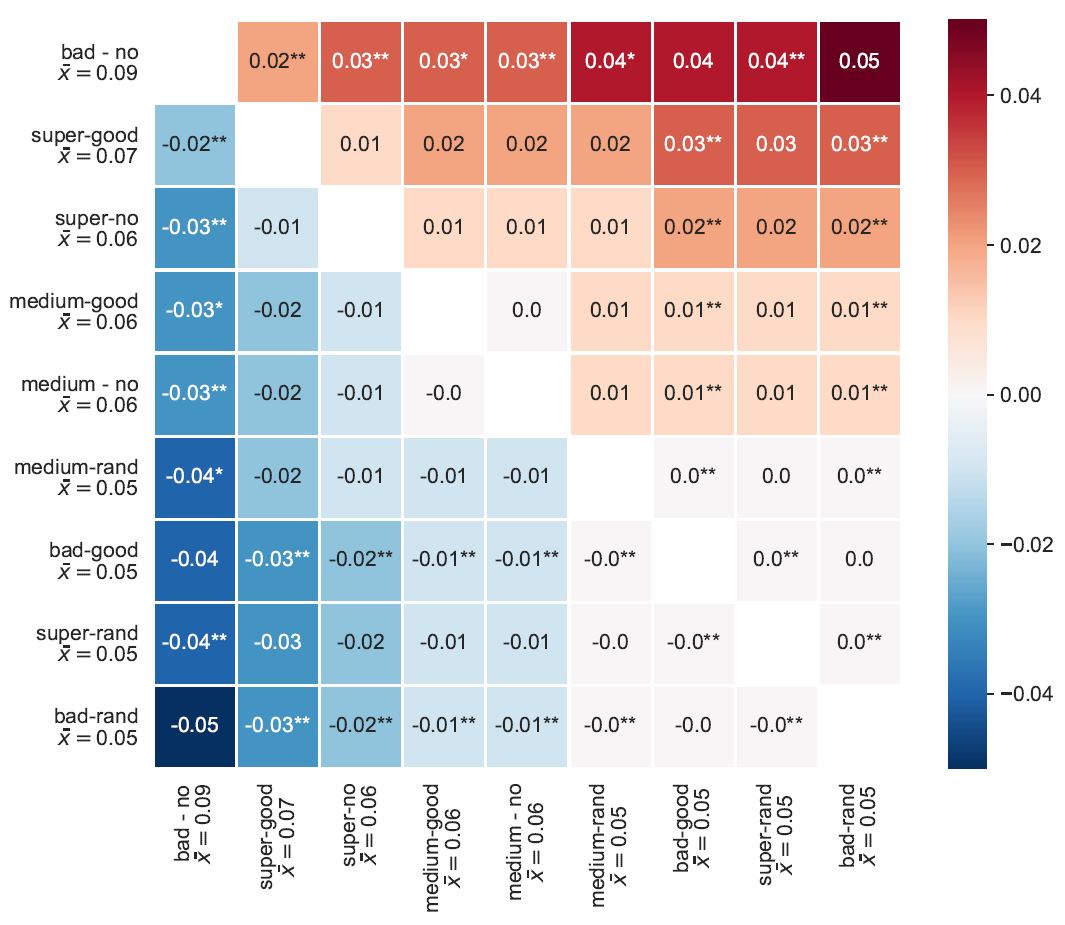 bad - no
x̄ = 0.09
0.02** 0.03** 0.03* 0.03** 0.04* 0.04 0.04** 0.05
super-good
x̄ = 0.07
-0.02** 0.01 0.02 0.02 0.02 0.03** 0.03 0.03**
super-no
x̄ = 0.06
-0.03** -0.01 0.01 0.01 0.01 0.02** 0.02 0.02**
medium-good
x̄ = 0.06
-0.03* -0.02 -0.01 0.0 0.01 0.01** 0.01 0.01**
medium - no
x̄ = 0.06
-0.03** -0.02 -0.01 -0.0 0.01 0.01** 0.01 0.01**
medium-rand
x̄ = 0.05
-0.04* -0.02 -0.01 -0.01 -0.01 0.0** 0.0 0.0**
bad-good
x̄ = 0.05
-0.04 -0.03** -0.02** -0.01** -0.01** -0.0** 0.0** 0.0
super-rand
x̄ = 0.05
-0.04** -0.03 -0.02 -0.01 -0.01 -0.0 -0.0** 0.0**
bad-rand
x̄ = 0.05
-0.05 -0.03** -0.02** -0.01** -0.01** -0.0** -0.0 -0.0**
bad - no
x̄ = 0.09
super-good
x̄ = 0.07
super-no
x̄ = 0.06
medium-good
x̄ = 0.06
medium - no
x̄ = 0.06
medium-rand
x̄ = 0.05
bad-good
x̄ = 0.05
super-rand
x̄ = 0.05
bad-rand
x̄ = 0.05
0.04
0.02
0.00
−0.02
−0.04